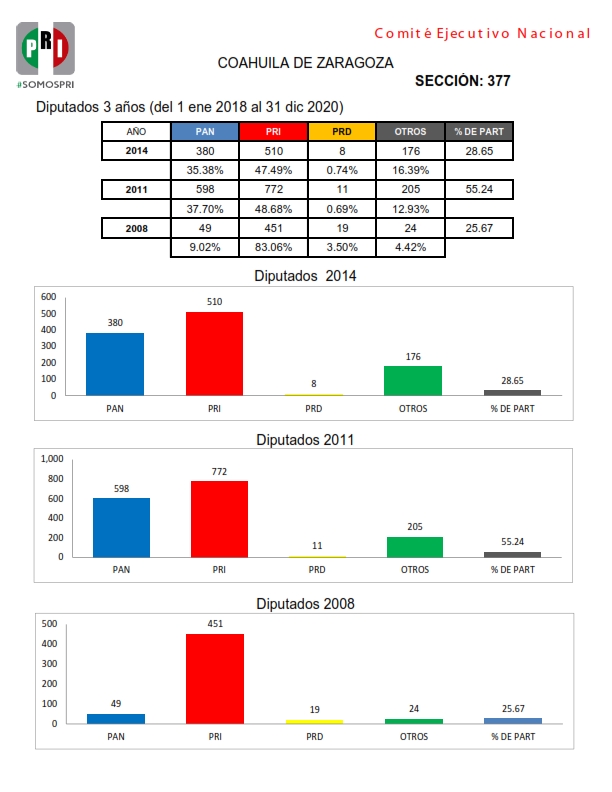 PRI
#SOMOSPRI
Comité Ejecutivo Nacional
COAHUILA DE ZARAGOZA
SECCIÓN: 377
Diputados 3 años (del 1 ene 2018 al 31 dic 2020)
AÑO PAN PRI PRD OTROS % DE PART
2014 380 510 8 176 28.65
35.38% 47.49% 0.74% 16.39%
2011 598 772 11 205 55.24
37.70% 48.68% 0.69% 12.93%
2008 49 451 19 24 25.67
9.02% 83.06% 3.50% 4.42%
Diputados 2014
600
500
400
300
200
100
0
380 510 8 176 28.65
PAN PRI PRD OTROS % DE PART
Diputados 2011
1,000
800
600
400
200
0
598 772 11 205 55.24
PAN PRI PRD OTROS % DE PART
Diputados 2008
500
400
300
200
100
0
49 451 19 24 25.67
PAN PRI PRD OTROS % DE PART